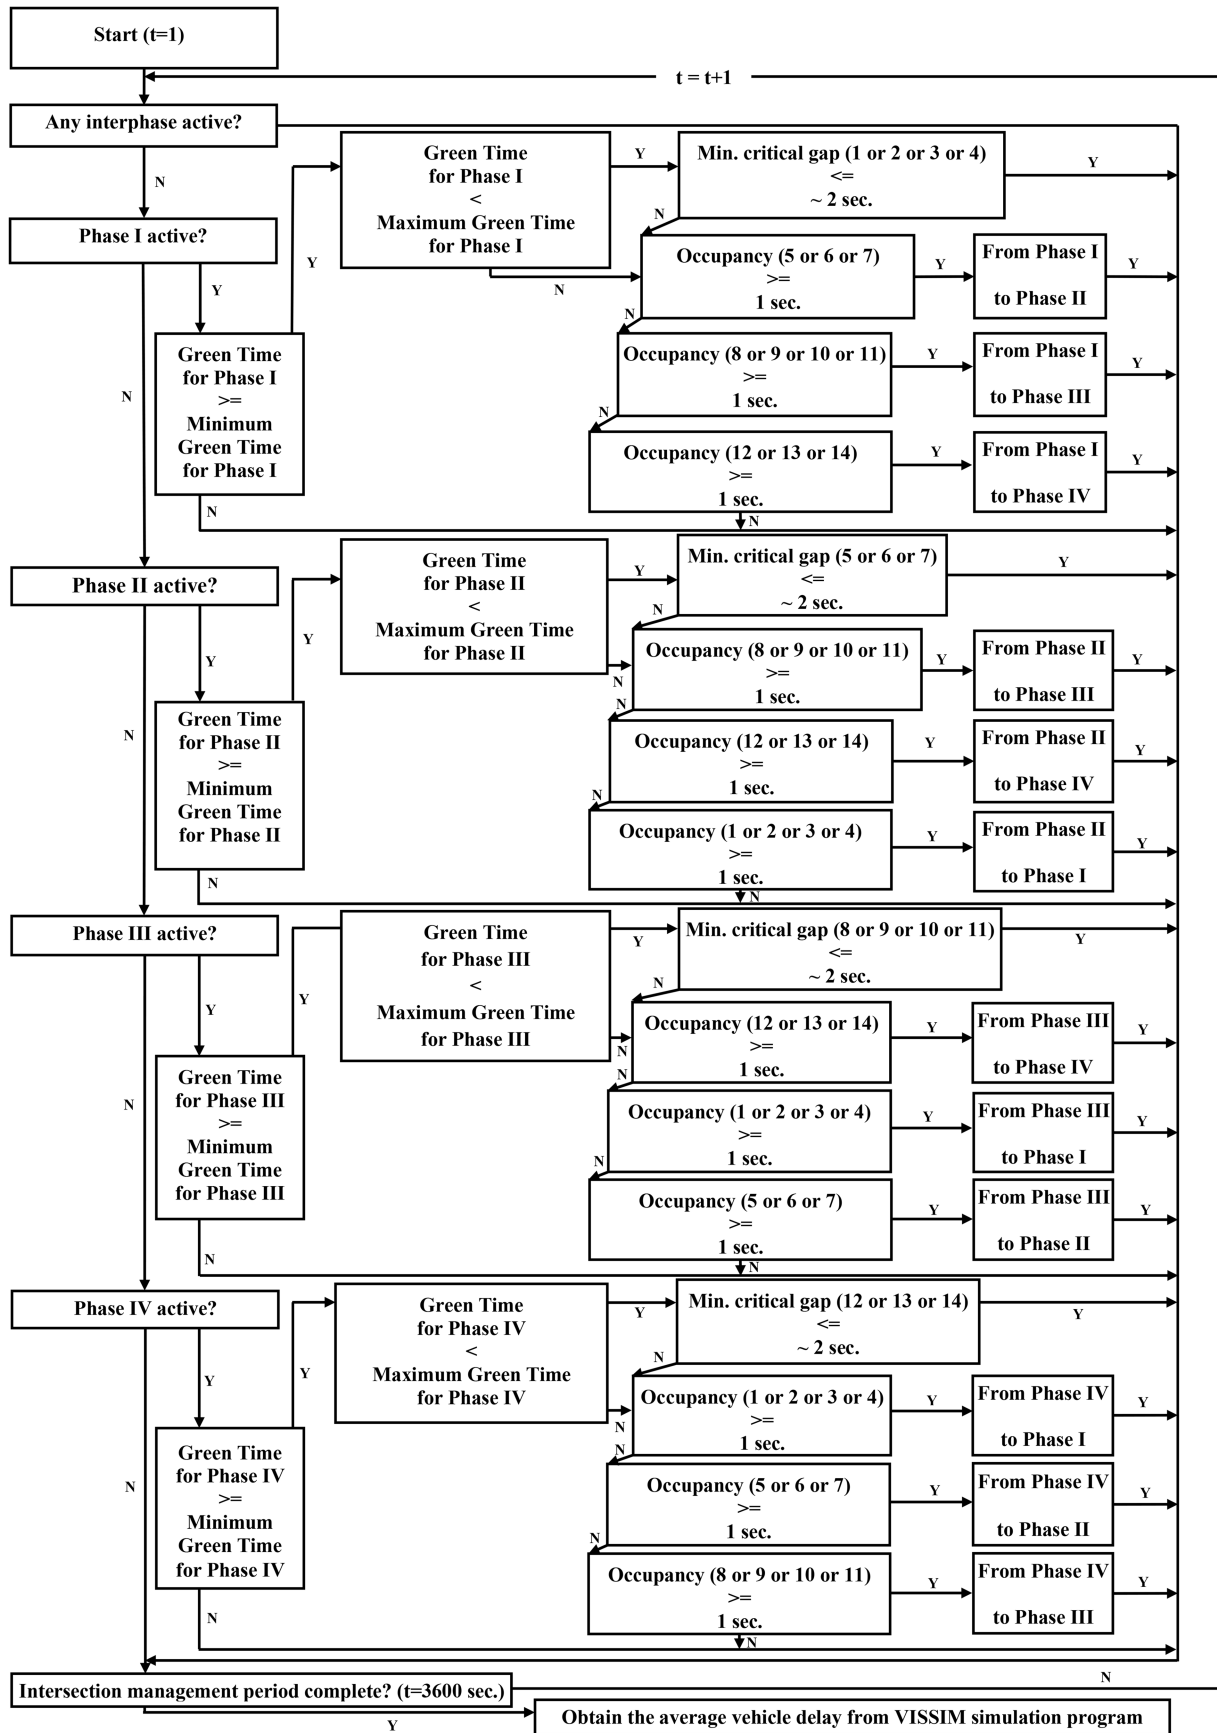 Start (t=1)
t = t+1
Any interphase active?
N
Phase I active?
Y
N
Green Time
for Phase I
>=
Minimum
Green Time
for Phase I
N
Y
Green Time
for Phase I
<
Maximum Green Time
for Phase I
Y
N
Min. critical gap (1 or 2 or 3 or 4)
<=
~ 2 sec.
Y
N
Occupancy (5 or 6 or 7)
>=
1 sec.
Y
From Phase I
to Phase II
Y
N
Occupancy (8 or 9 or 10 or 11)
>=
1 sec.
Y
From Phase I
to Phase III
Y
N
Occupancy (12 or 13 or 14)
>=
1 sec.
Y
From Phase I
to Phase IV
Y
N
Phase II active?
Y
N
Green Time
for Phase II
>=
Minimum
Green Time
for Phase II
N
Y
Green Time
for Phase II
<
Maximum Green Time
for Phase II
Y
N
Min. critical gap (5 or 6 or 7)
<=
~ 2 sec.
Y
N
Occupancy (8 or 9 or 10 or 11)
>=
1 sec.
Y
From Phase II
to Phase III
Y
N
Occupancy (12 or 13 or 14)
>=
1 sec.
Y
From Phase II
to Phase IV
Y
N
Occupancy (1 or 2 or 3 or 4)
>=
1 sec.
Y
From Phase II
to Phase I
Y
N
Phase III active?
Y
N
Green Time
for Phase III
>=
Minimum
Green Time
for Phase III
N
Y
Green Time
for Phase III
<
Maximum Green Time
for Phase III
Y
N
Min. critical gap (8 or 9 or 10 or 11)
<=
~ 2 sec.
Y
N
Occupancy (12 or 13 or 14)
>=
1 sec.
Y
From Phase III
to Phase IV
Y
N
Occupancy (1 or 2 or 3 or 4)
>=
1 sec.
Y
From Phase III
to Phase I
Y
N
Occupancy (5 or 6 or 7)
>=
1 sec.
Y
From Phase III
to Phase II
Y
N
Phase IV active?
Y
N
Green Time
for Phase IV
>=
Minimum
Green Time
for Phase IV
N
Y
Green Time
for Phase IV
<
Maximum Green Time
for Phase IV
Y
N
Min. critical gap (12 or 13 or 14)
<=
~ 2 sec.
Y
N
Occupancy (1 or 2 or 3 or 4)
>=
1 sec.
Y
From Phase IV
to Phase I
Y
N
Occupancy (5 or 6 or 7)
>=
1 sec.
Y
From Phase IV
to Phase II
Y
N
Occupancy (8 or 9 or 10 or 11)
>=
1 sec.
Y
From Phase IV
to Phase III
Y
N
Intersection management period complete? (t=3600 sec.)
N
Y
Obtain the average vehicle delay from VISSIM simulation program